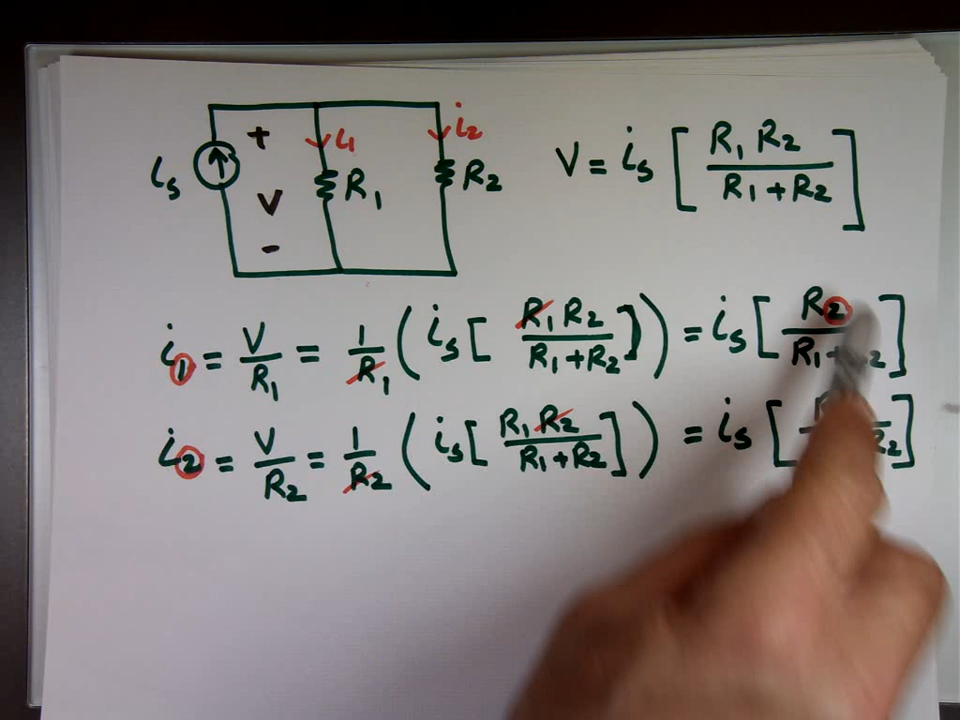 i1 i2
is + V - R1 R2 V = is [ R1 R2 / R1 + R2 ]
i1 = V / R1 = 1 / R1 ( is [ R1 R2 / R1 + R2 ] ) = is [ R2 / R1 +
i2 = V / R2 = 1 / R2 ( is [ R1 R2 / R1 + R2 ] ) = is [